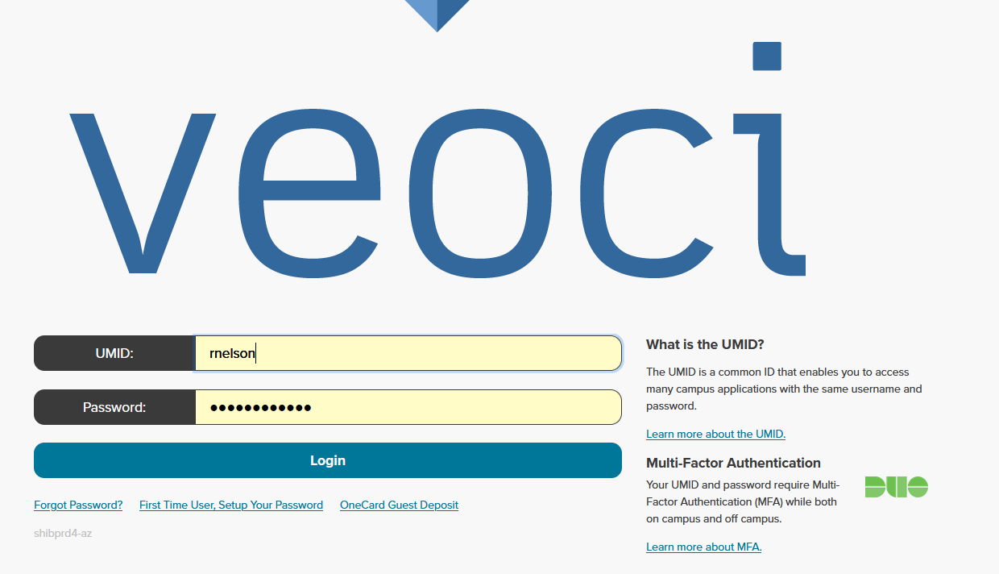 veoci
UMID:
rnelson
Password:
●●●●●●●●●●●●
Login
Forgot Password? First Time User, Setup Your Password OneCard Guest Deposit
shibprd4-az
What is the UMID?
The UMID is a common ID that enables you to access
many campus applications with the same username and
password.
Learn more about the UMID.
Multi-Factor Authentication
Your UMID and password require Multi-
Factor Authentication (MFA) while both
on campus and off campus.
DUO
Learn more about MFA.